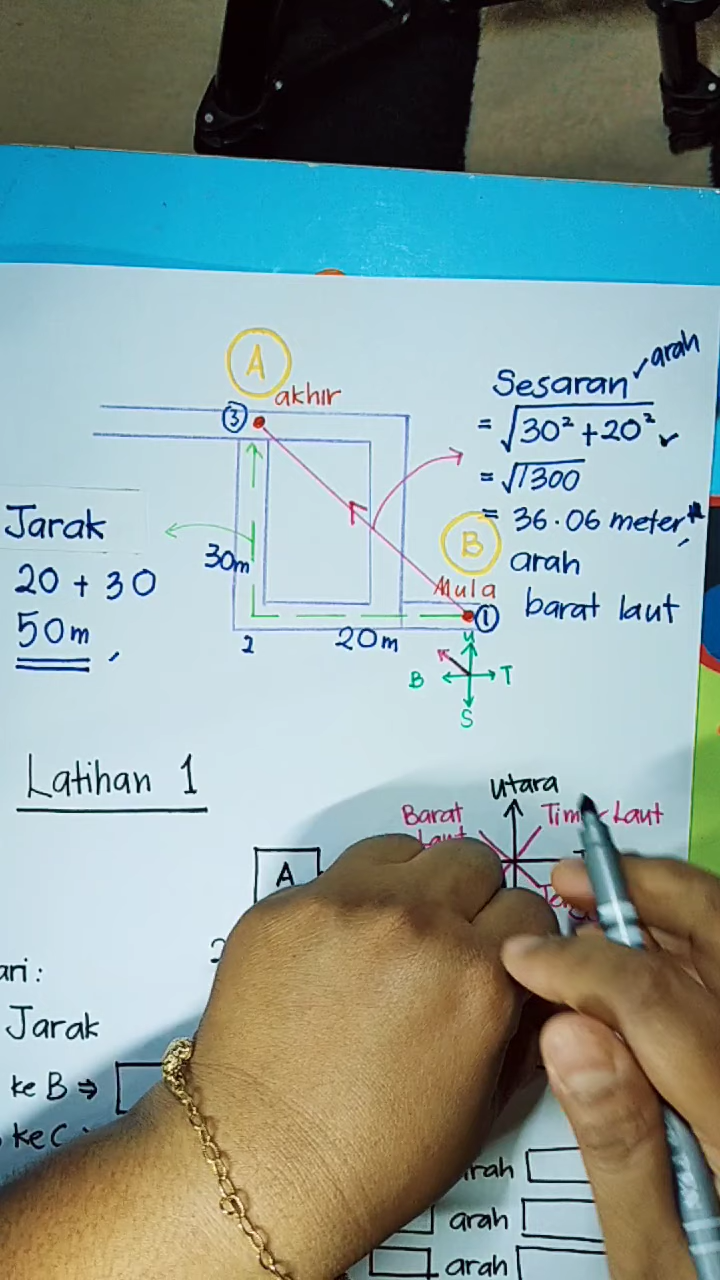 A
akhir
3
Sesaran ✓ arah
= √30² + 20² ✓
= √1300
= 36.06 meter
arah
barat laut
B
Mula
1
Jarak
20 + 30
50m
30m
2
20m
U
B
T
S
Latihan 1
Utara
Barat
Laut
Laut
A
Jarak
ke B ⇒
ke C
arah
arah